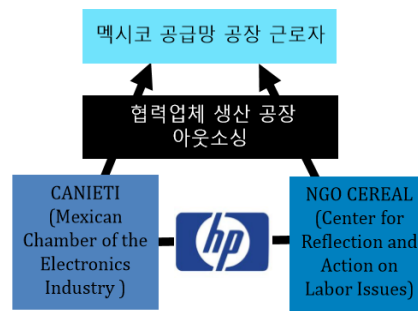 멕시코 공급망 공장 근로자
협력업체 생산 공장
아웃소싱
CANIETI
(Mexican
Chamber of the
Electronics
Industry )
hp
NGO CEREAL
(Center for
Reflection and
Action on
Labor Issues)